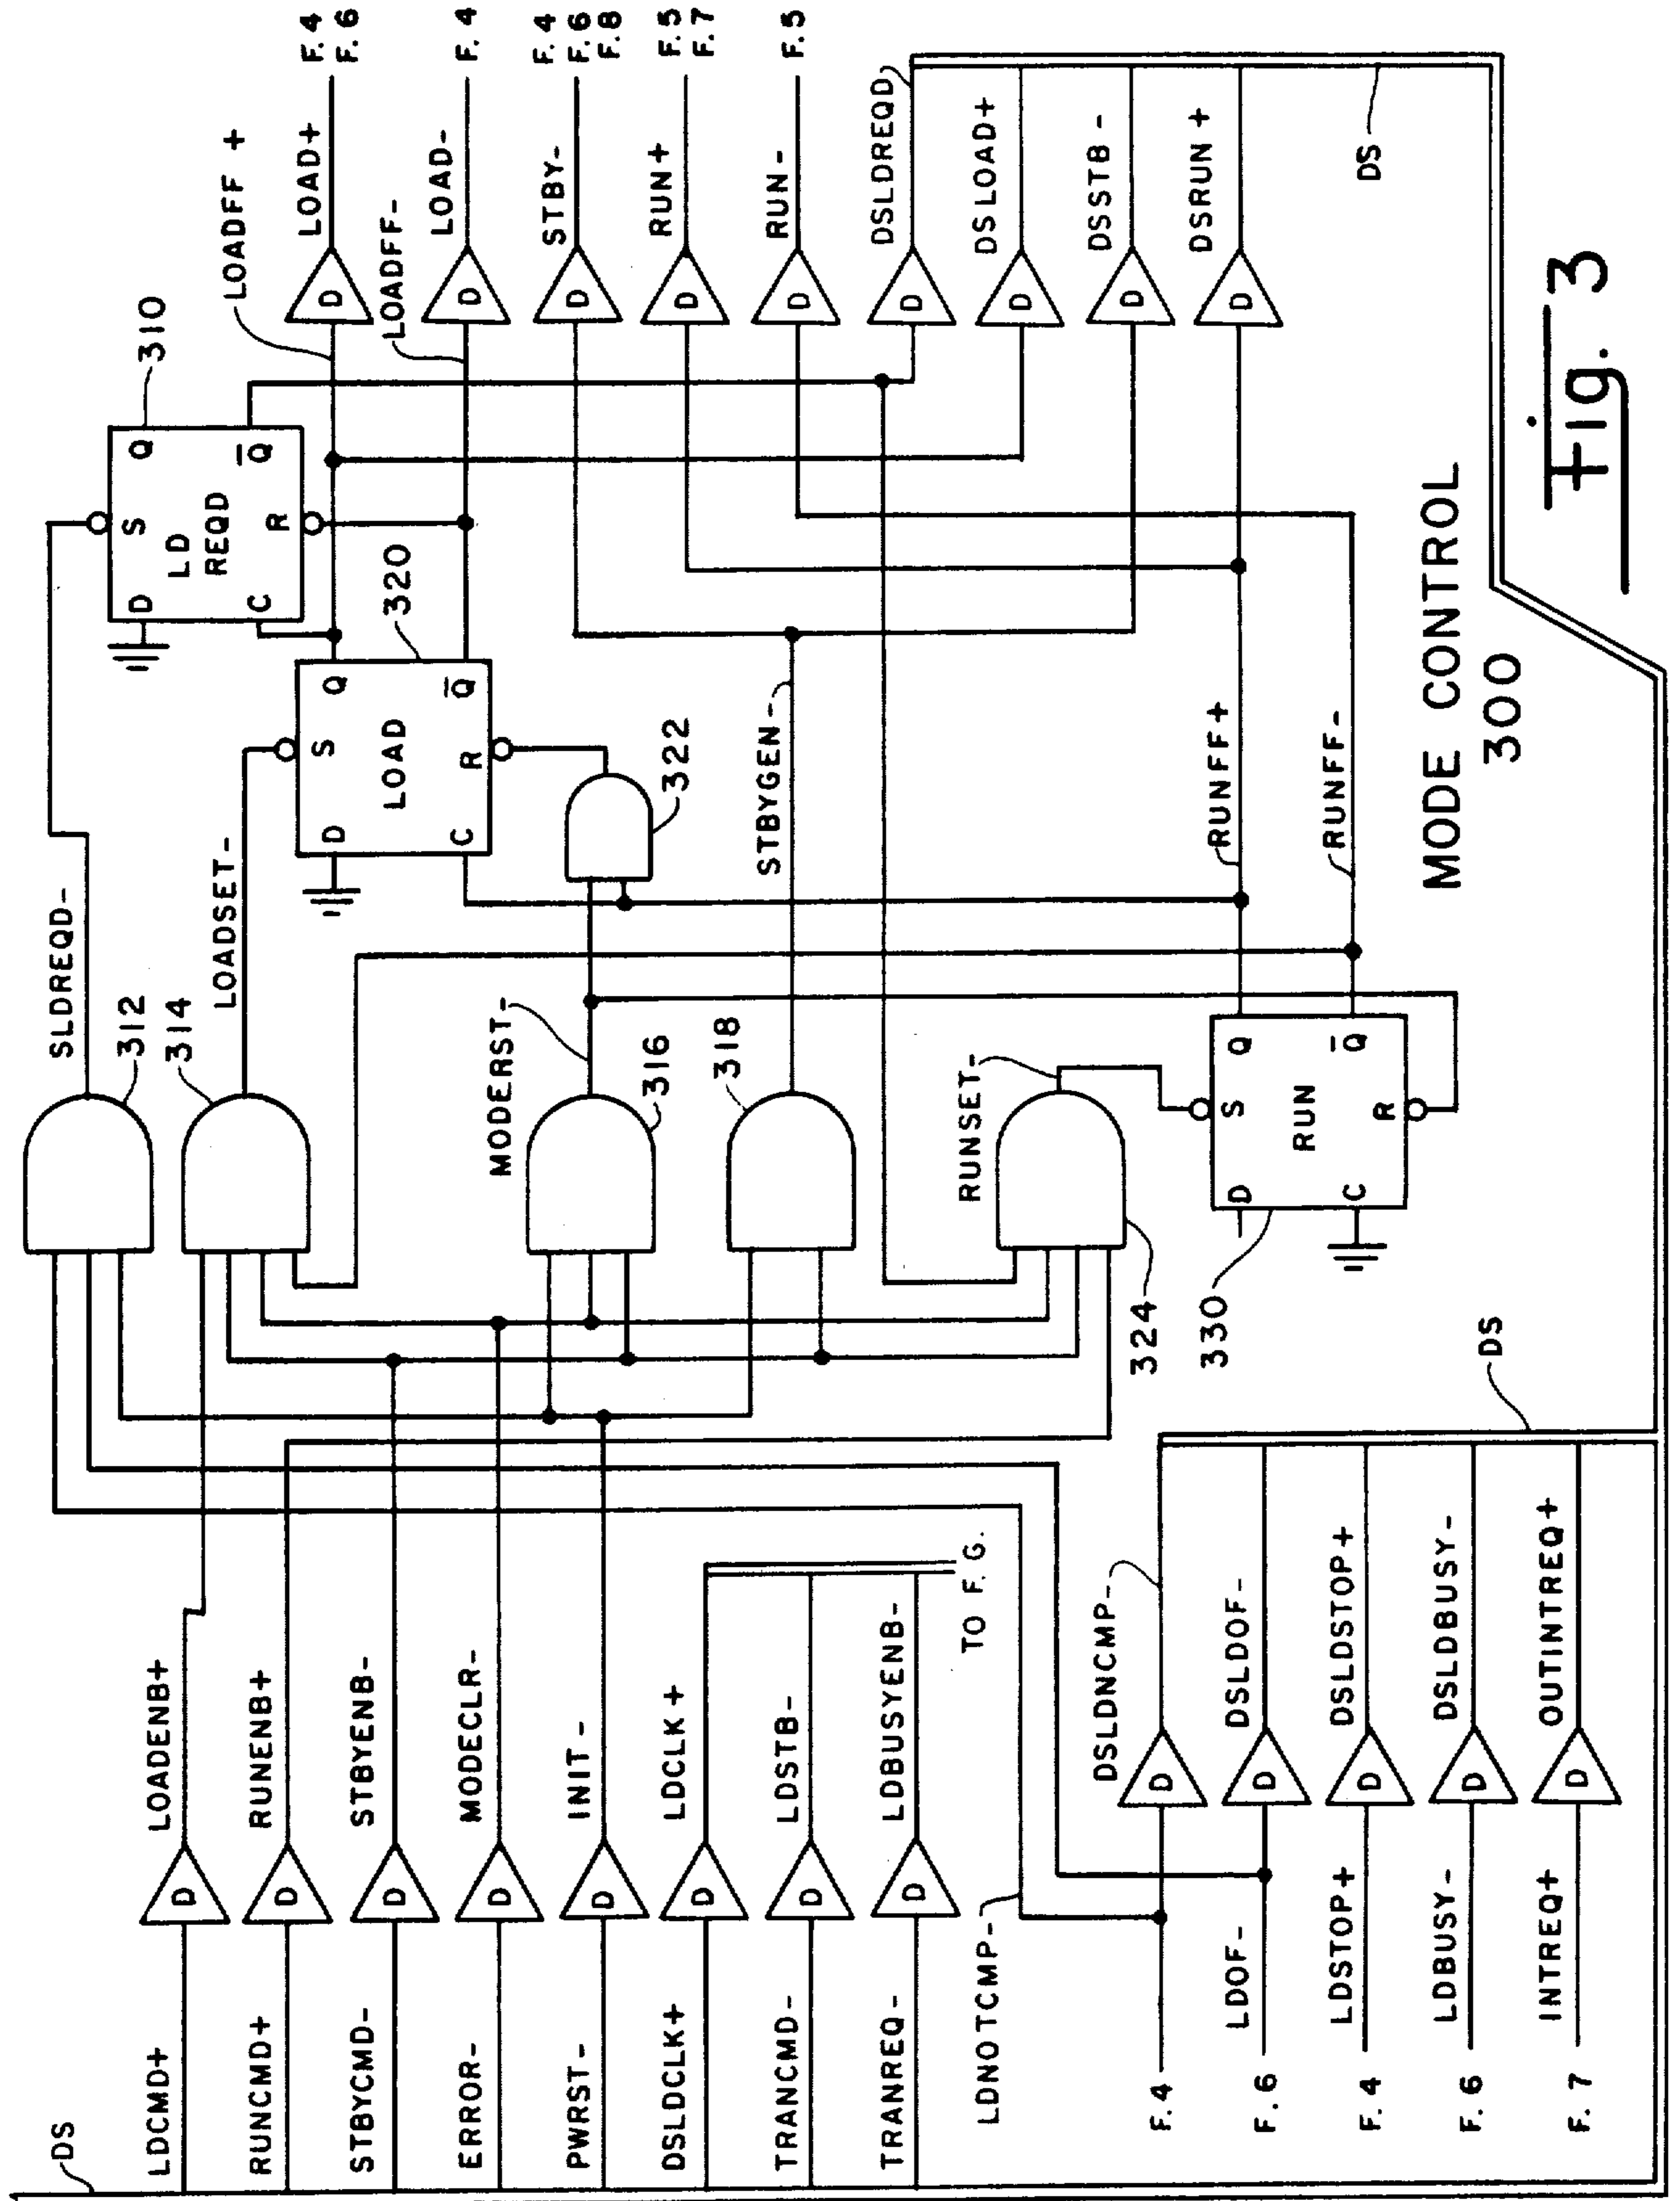 DS
LDCMD+
LOADENB+
RUNCMD+
RUNENB+
STBYCMD-
STBYENB-
ERROR-
MODECLR-
PWRST-
INIT-
DSLDCLK+
LDCLK+
TRANCMD-
LDSTB-
TRANREQ-
LDBUSYENB-
D
D
D
D
D
D
D
D
TO F. G.
LDNOTCMP-
F. 4
D
DSLDNCMP-
F. 6
LDOF-
D
DSLDOF-
F. 4
LDSTOP+
D
DSLDSTOP+
F. 6
LDBUSY-
D
DSLDBUSY-
F. 7
INTREQ+
D
OUTINTREQ+
DS
SLDREQD-
312
314
LOADSET-
MODERST-
316
318
STBYGEN-
RUNSET-
324
330
D
Q
S
RUN
C
Q
R
RUNFF+
RUNFF-
322
D
S
Q
LOAD
C
R
Q
320
D
S
Q
LD
REQD
C
R
Q
310
LOADFF +
D
LOAD+
F. 4
F. 6
LOADFF-
D
LOAD-
F. 4
D
STBY-
F. 4
F. 6
F. 8
D
RUN+
F. 5
F. 7
D
RUN -
F. 5
D
DSLDREQD
D
DSLOAD+
D
DSSTB -
D
DSRUN +
DS
MODE CONTROL
300
Fig. 3